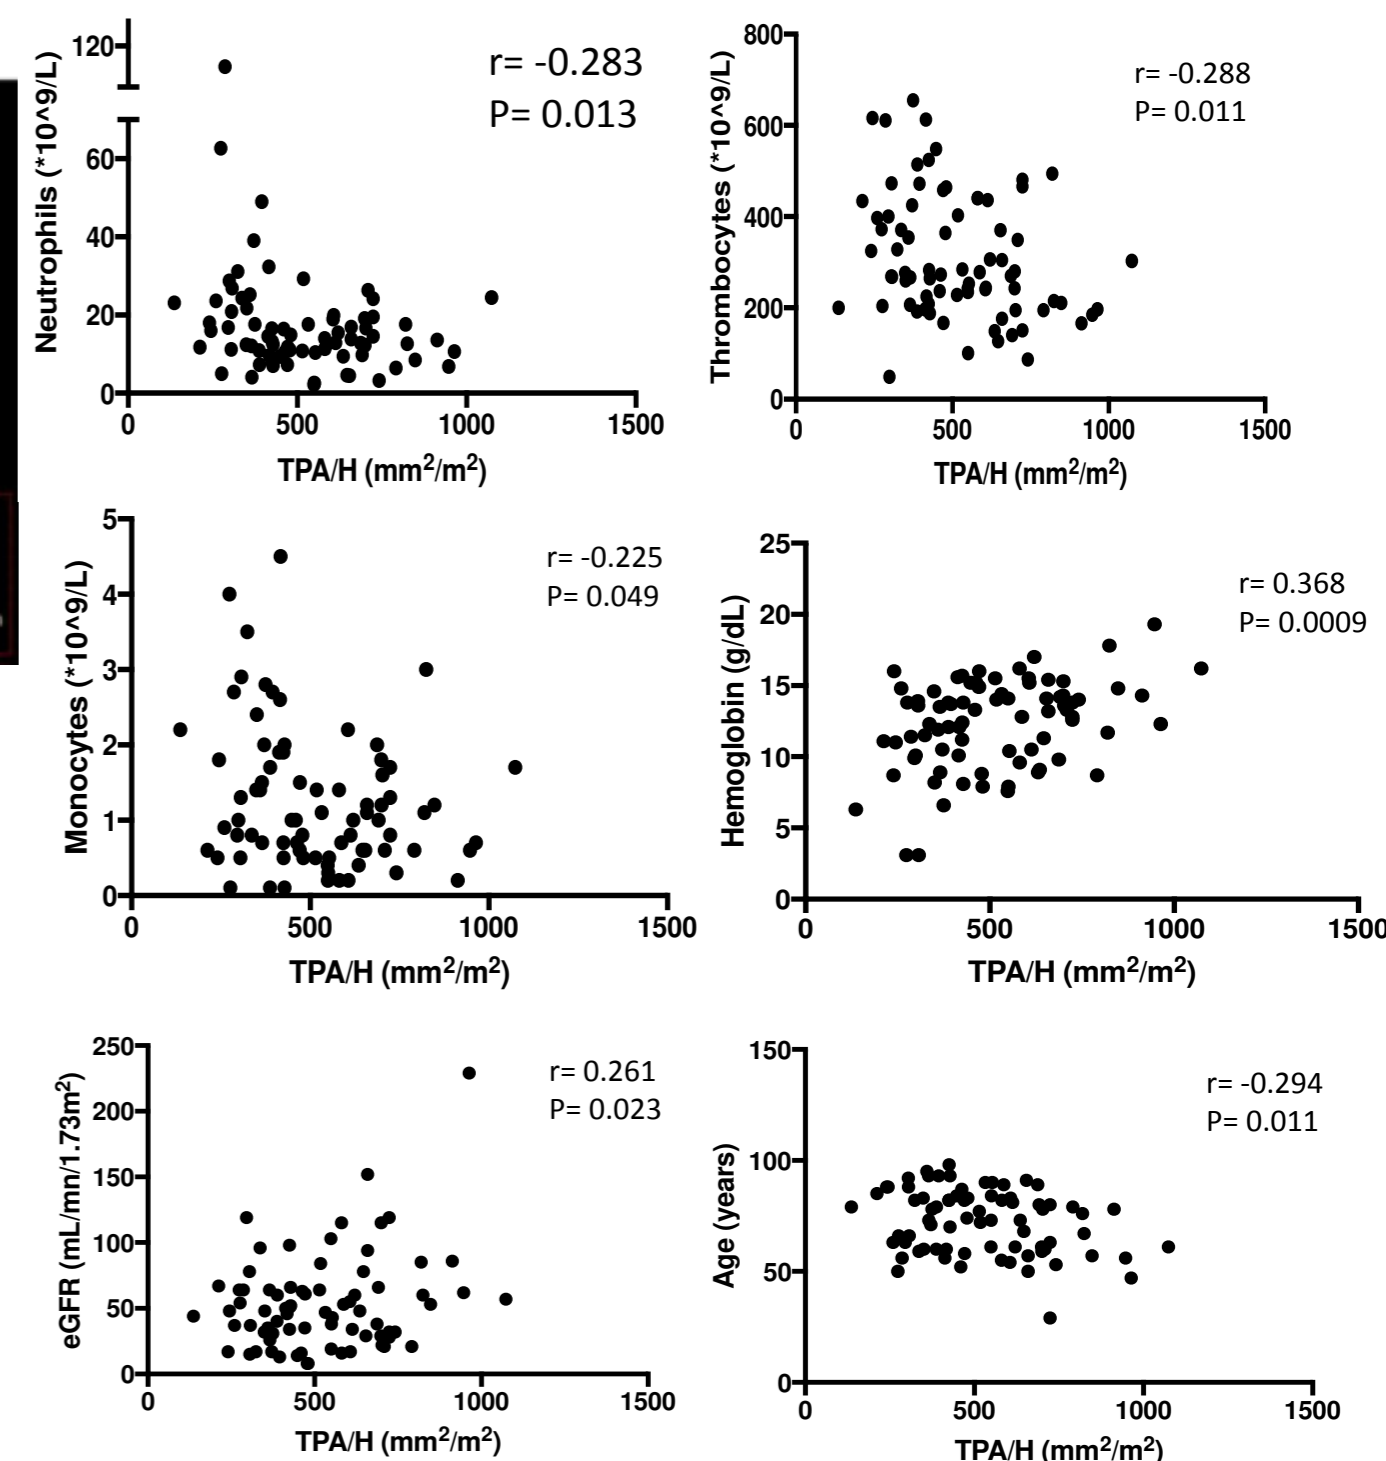 Neutrophils (*10^9/L)
120
60
40
20
0
0 500 1000 1500
TPA/H (mm²/m²)
r= -0.283
P= 0.013
Thrombocytes (*10^9/L)
800
600
400
200
0
0 500 1000 1500
TPA/H (mm²/m²)
r= -0.288
P= 0.011
Monocytes (*10^9/L)
5
4
3
2
1
0
0 500 1000 1500
TPA/H (mm²/m²)
r= -0.225
P= 0.049
Hemoglobin (g/dL)
25
20
15
10
5
0
0 500 1000 1500
TPA/H (mm²/m²)
r= 0.368
P= 0.0009
eGFR (mL/mn/1.73m²)
250
200
150
100
50
0
0 500 1000 1500
TPA/H (mm²/m²)
r= 0.261
P= 0.023
Age (years)
150
100
50
0
0 500 1000 1500
TPA/H (mm²/m²)
r= -0.294
P= 0.011